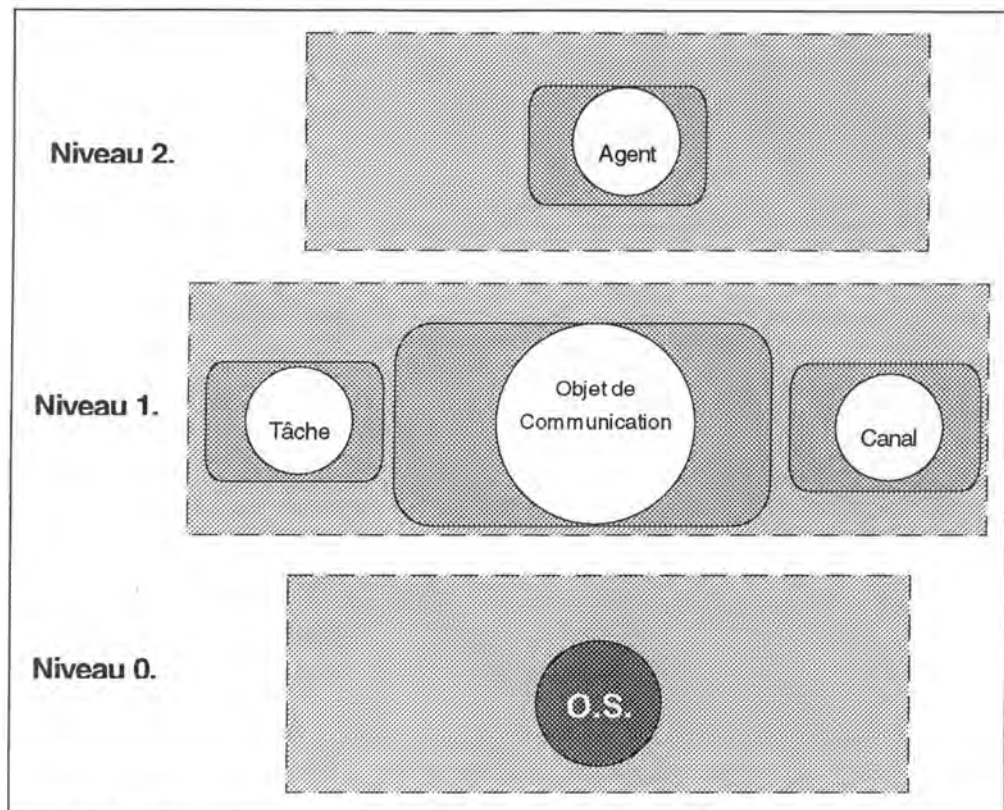 Niveau 2.
Agent
Niveau 1.
Tâche
Objet de
Communication
Canal
Niveau 0.
O.S.